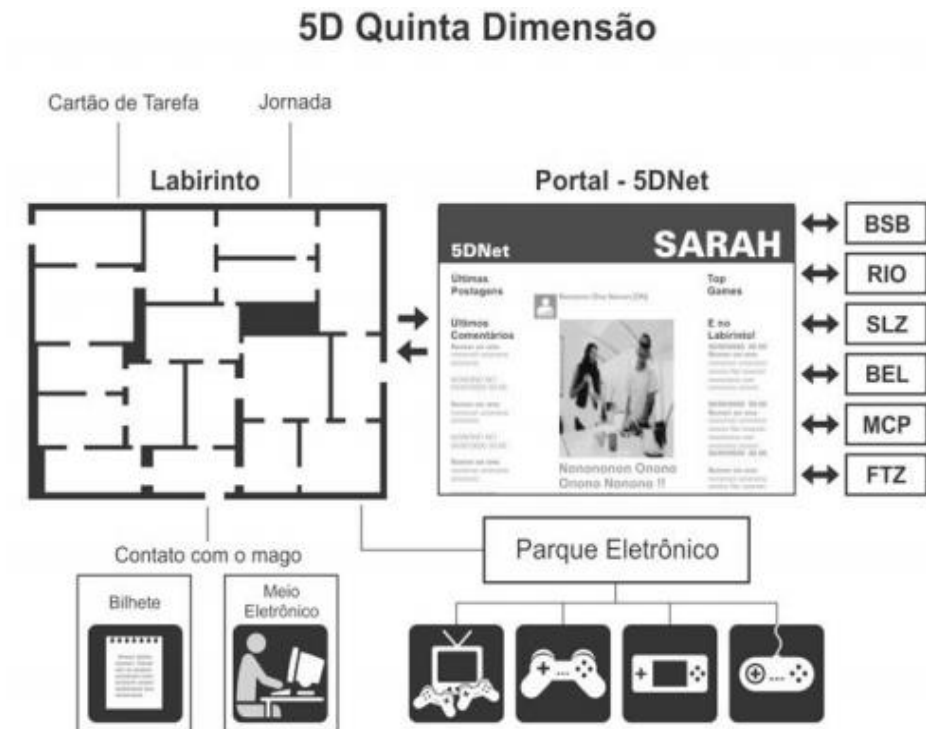 5D Quinta Dimensão
Cartão de Tarefa
Jornada
Labirinto
Portal - 5DNet
5DNet
SARAH
Últimas
Postagens
Top
Games
Últimos
Comentários
E no
Labirinto!
Nonononon Onono
Onono Nonono !!
BSB
RIO
SLZ
BEL
MCP
FTZ
Contato com o mago
Bilhete
Meio
Eletrônico
Parque Eletrônico